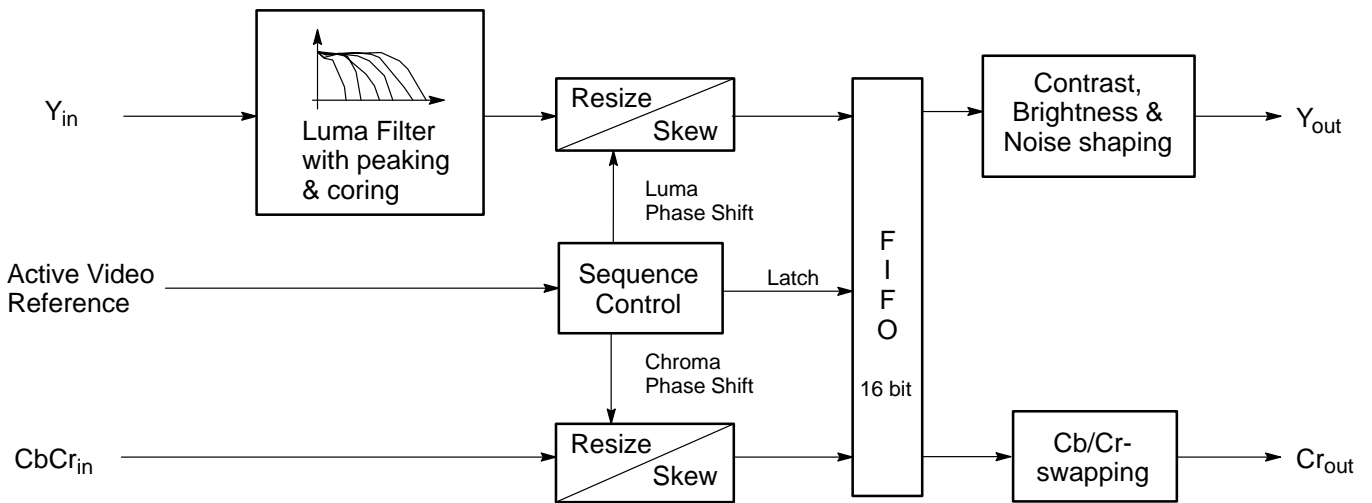 Y_in
Luma Filter
with peaking
& coring
Resize
Skew
Contrast,
Brightness &
Noise shaping
Y_out
Luma
Phase Shift
Active Video
Reference
Sequence
Control
Latch
F
I
F
O
16 bit
Chroma
Phase Shift
CbCr_in
Resize
Skew
Cb/Cr-
swapping
Cr_out